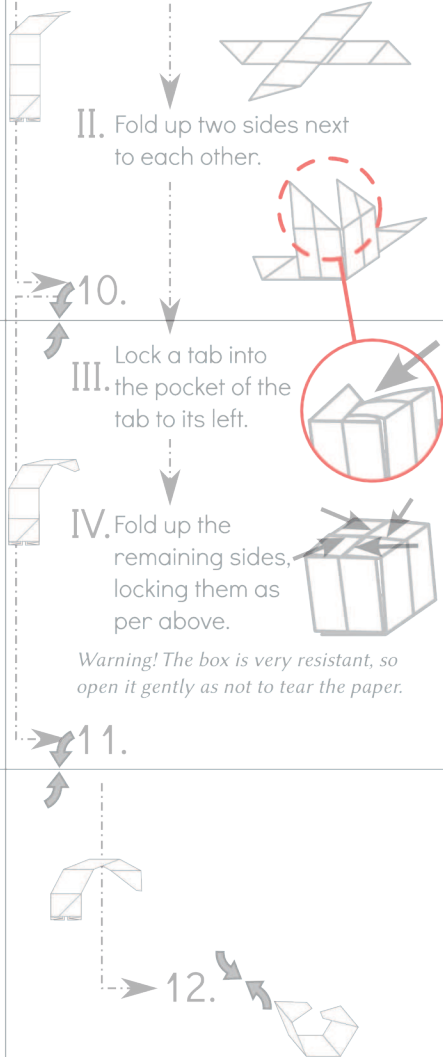 II. Fold up two sides next
to each other.
10.
III. Lock a tab into
the pocket of the
tab to its left.
IV. Fold up the
remaining sides,
locking them as
per above.
Warning! The box is very resistant, so
open it gently as not to tear the paper.
11.
12.